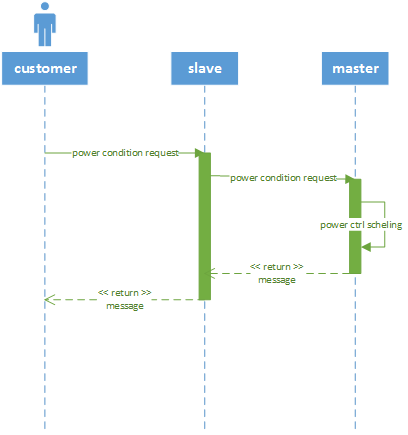 customer
slave
master
power condition request
power condition request
power ctrl scheling
<< return >>
message
<< return >>
message